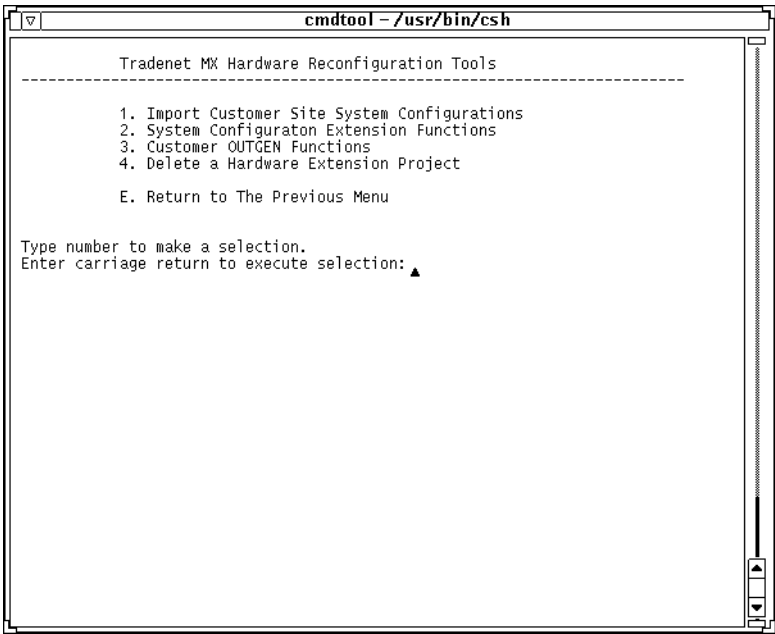 cmdtool - /usr/bin/csh
Tradenet MX Hardware Reconfiguration Tools
--------------------------------------------------------------------------
1. Import Customer Site System Configurations
2. System Configuraton Extension Functions
3. Customer OUTGEN Functions
4. Delete a Hardware Extension Project
E. Return to The Previous Menu
Type number to make a selection.
Enter carriage return to execute selection: